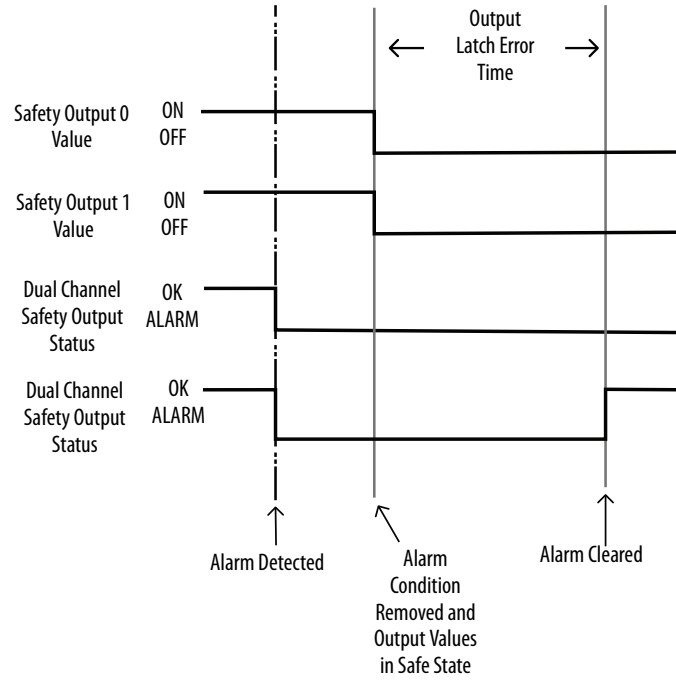 Output
Latch Error
Time
Safety Output 0
Value
ON
OFF
Safety Output 1
Value
ON
OFF
Dual Channel
Safety Output
Status
OK
ALARM
Dual Channel
Safety Output
Status
OK
ALARM
Alarm Detected
Alarm
Condition
Removed and
Output Values
in Safe State
Alarm Cleared